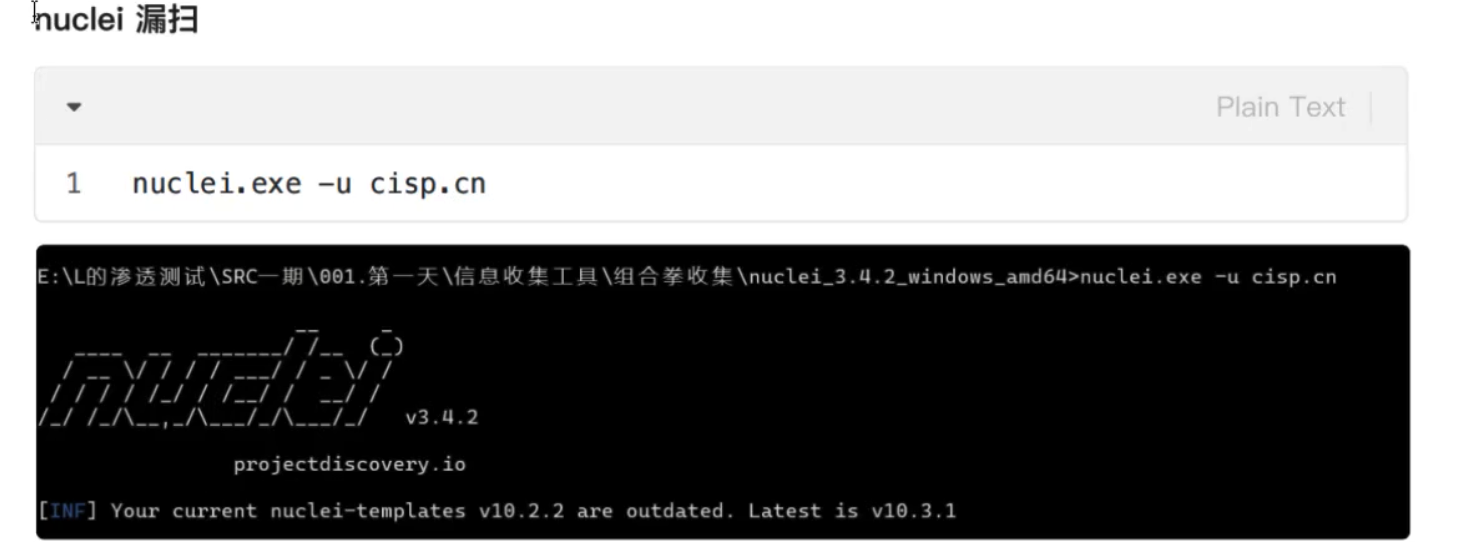 nuclei 漏扫
Plain Text
1 nuclei.exe -u cisp.cn
E:\L的渗透测试\SRC一期\001.第一天\信息收集工具\组合拳收集\nuclei_3.4.2_windows_amd64>nuclei.exe -u cisp.cn
nuclei v3.4.2
projectdiscovery.io
[INF] Your current nuclei-templates v10.2.2 are outdated. Latest is v10.3.1